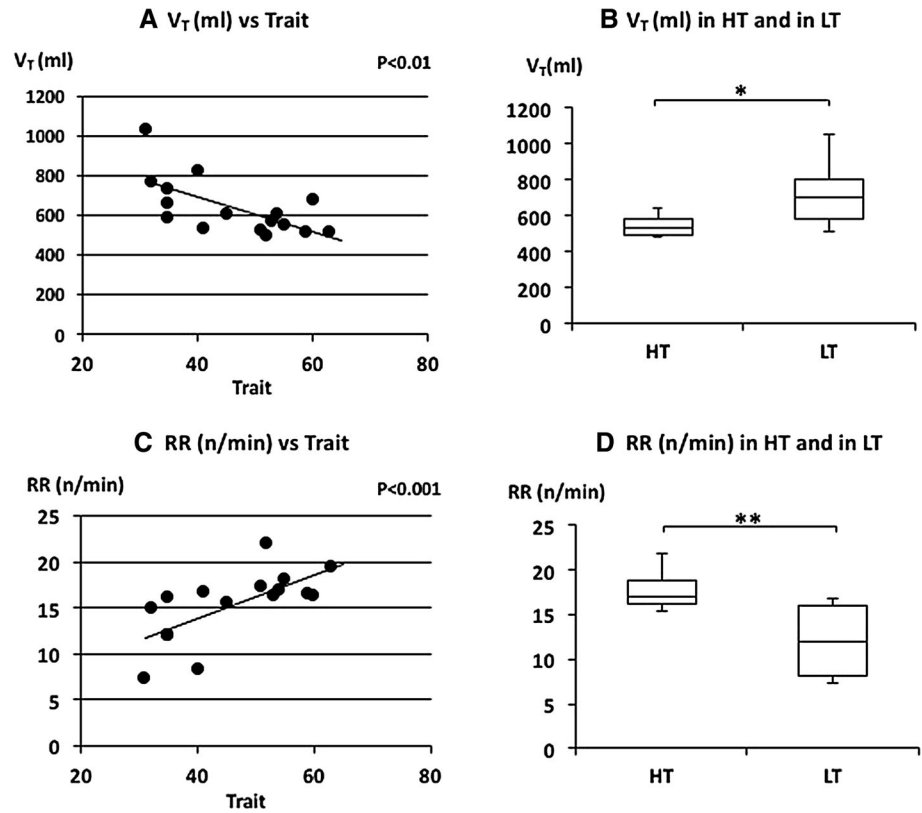 A V_T (ml) vs Trait
V_T (ml)
P<0.01
1200
1000
800
600
400
200
0
20 40 60 80
Trait
B V_T (ml) in HT and in LT
V_T(ml)
*
1200
1000
800
600
400
200
0
HT LT
C RR (n/min) vs Trait
RR (n/min)
P<0.001
25
20
15
10
5
0
20 40 60 80
Trait
D RR (n/min) in HT and in LT
RR (n/min)
**
25
20
15
10
5
0
HT LT